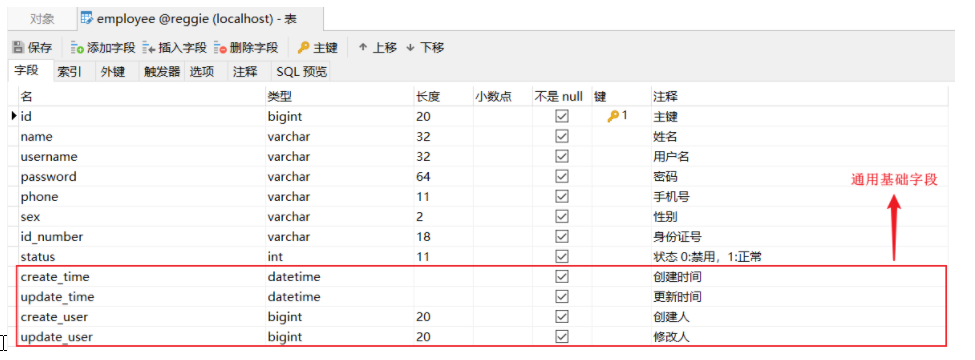 对象 employee @reggie (localhost) - 表
保存 添加字段 插入字段 删除字段 主键 上移 下移
字段 索引 外键 触发器 选项 注释 SQL 预览
名 类型 长度 小数点 不是 null 键 注释
id bigint 20 1 主键
name varchar 32 姓名
username varchar 32 用户名
password varchar 64 密码
通用基础字段
phone varchar 11 手机号
sex varchar 2 性别
id_number varchar 18 身份证号
status int 11 状态 0:禁用，1:正常
create_time datetime 创建时间
update_time datetime 更新时间
create_user bigint 20 创建人
update_user bigint 20 修改人